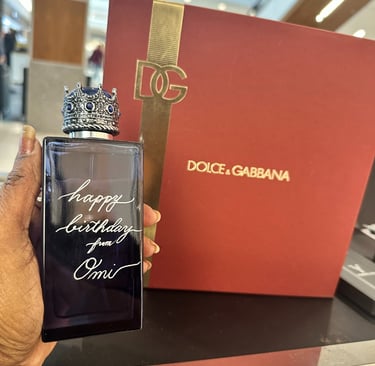 DG
DOLCE & GABBANA
happy
birthday
from
Omi